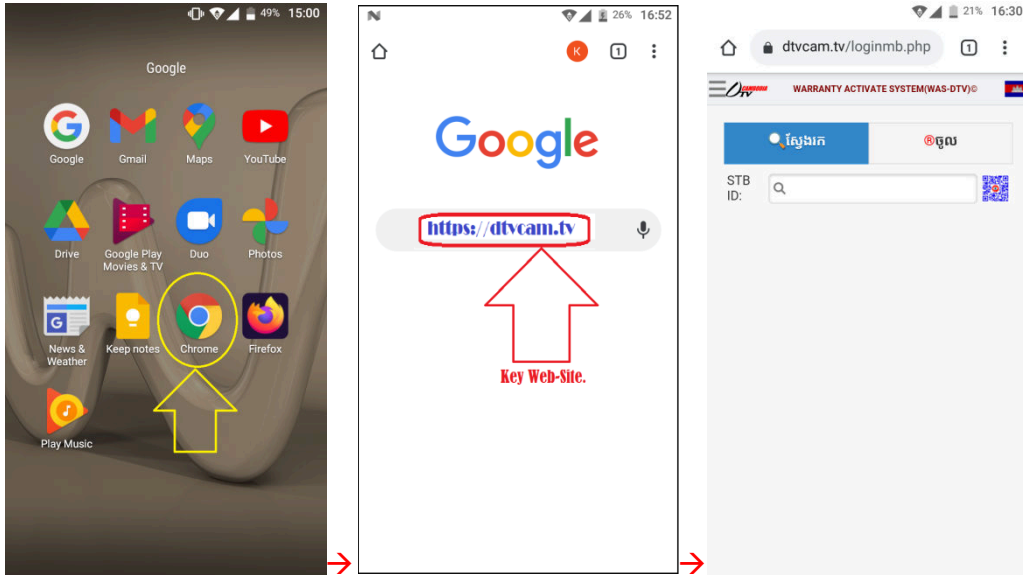 49% 15:00
Google
Google
Gmail
Maps
YouTube
Drive
Google Play
Movies & TV
Duo
Photos
G
News &
Weather
Keep notes
Chrome
Firefox
Play Music
26% 16:52
K
1
Google
https://dtvcam.tv
Key Web-Site.
21% 16:30
dtvcam.tv/loginmb.php
1
DTV CAMBODIA
WARRANTY ACTIVATE SYSTEM(WAS-DTV)©
ស្វែងរក
®ចូល
STB
ID: